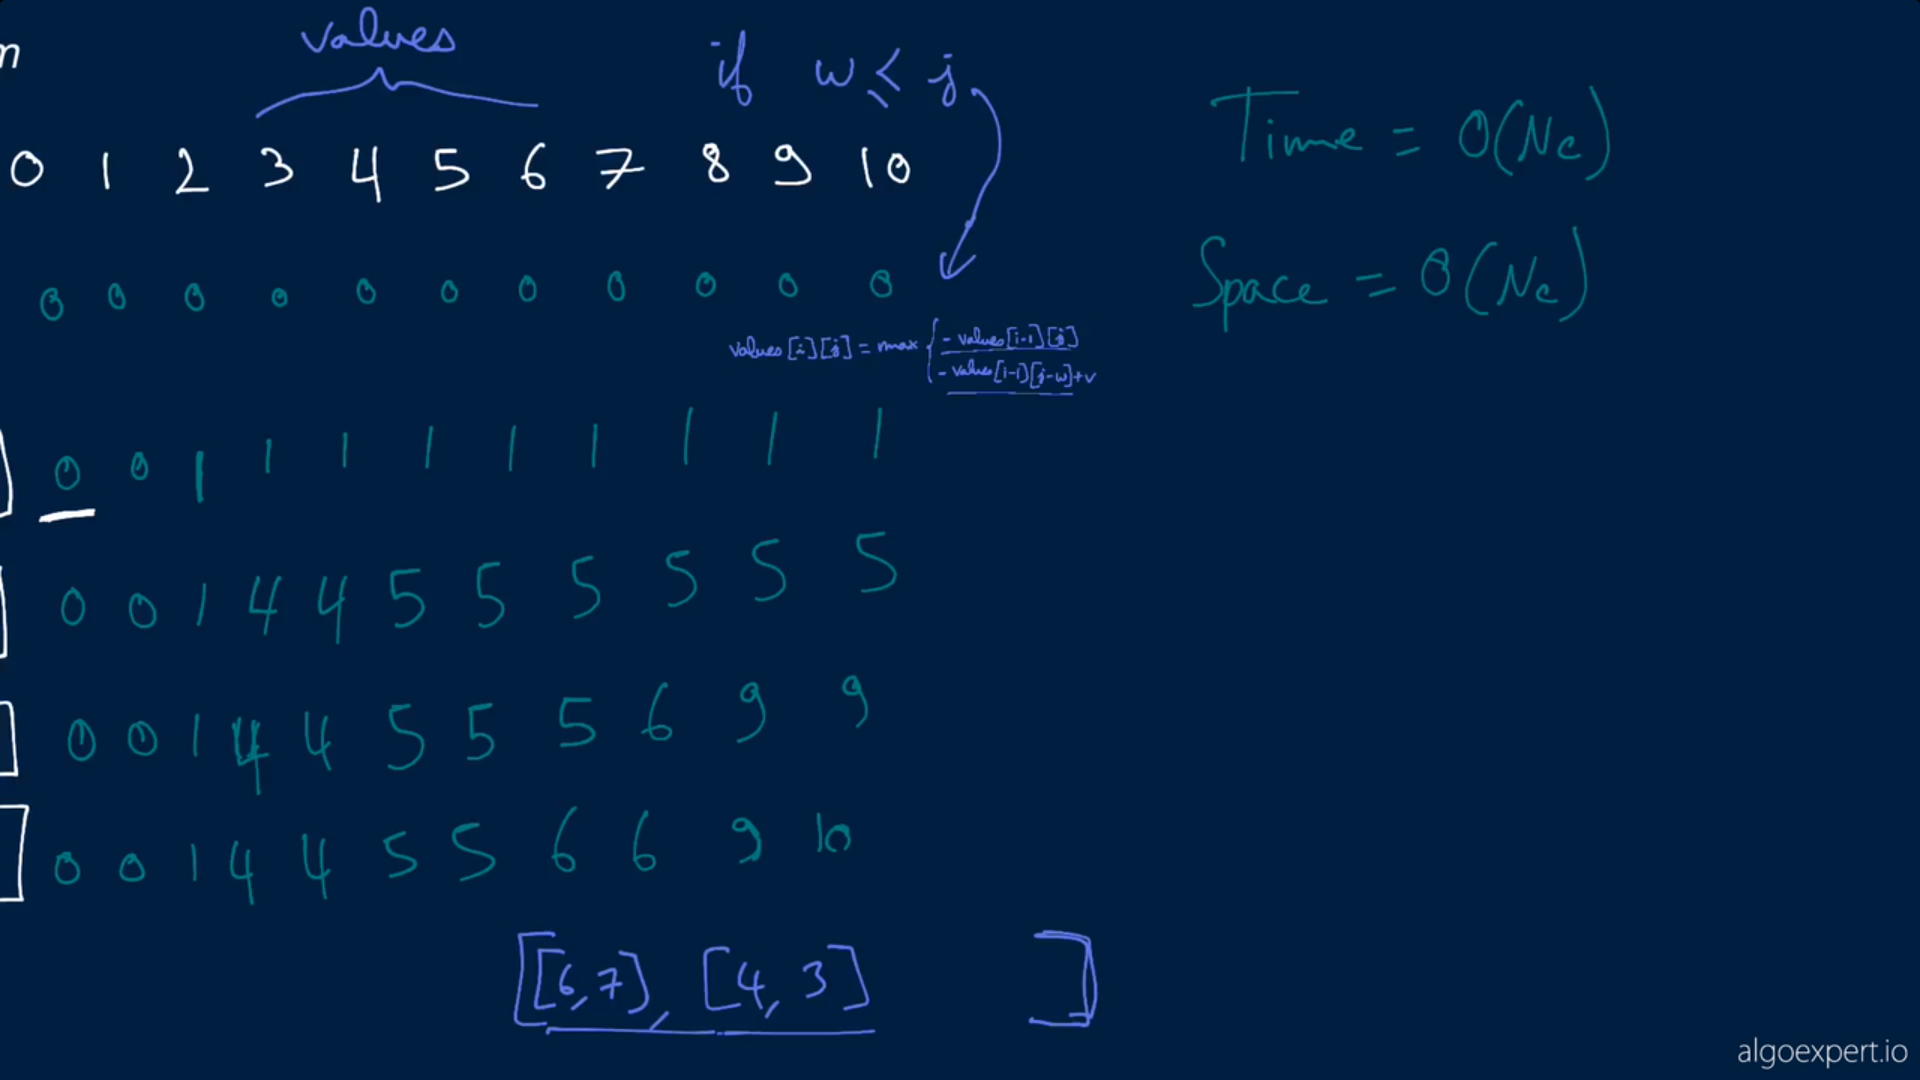 n
values
if w ≤ j
0 1 2 3 4 5 6 7 8 9 10
Time = O(Nc)
Space = O(Nc)
0 0 0 0 0 0 0 0 0 0 0
values[i][j] = max { - values[i-1][j]
- values[i-1][j-w]+v
0 0 1 1 1 1 1 1 1 1 1
0 0 1 4 4 5 5 5 5 5 5
0 0 1 4 4 5 5 5 6 9 9
0 0 1 4 4 5 5 6 6 9 10
[[6,7], [4,3] ]
algoexpert.io